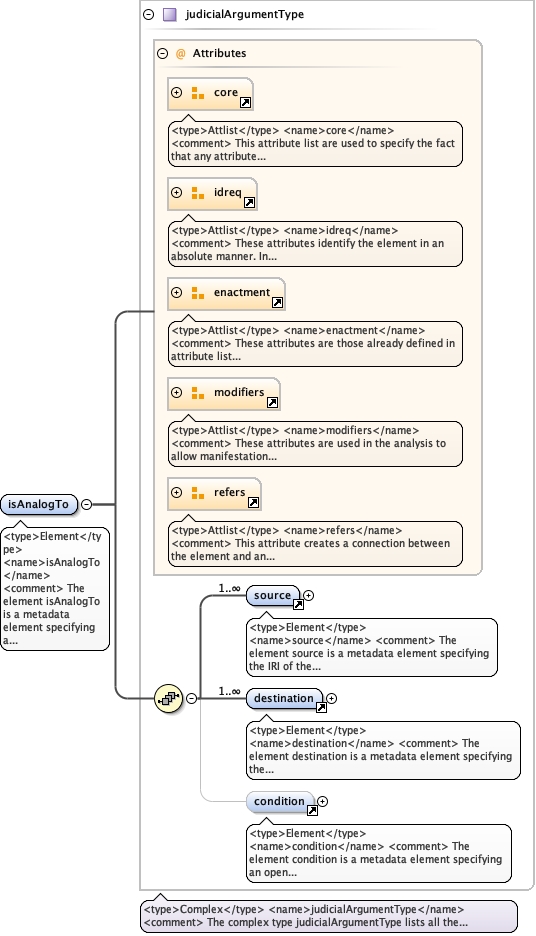 judicialArgumentType
@ Attributes
core
<type>Attlist</type> <name>core</name>
<comment> This attribute list are used to specify the fact
that any attribute...
idreq
<type>Attlist</type> <name>idreq</name>
<comment> These attributes identify the element in an
absolute manner. In...
enactment
<type>Attlist</type> <name>enactment</name>
<comment> These attributes are those already defined in
attribute list...
modifiers
<type>Attlist</type> <name>modifiers</name>
<comment> These attributes are used in the analysis to
allow manifestation...
refers
<type>Attlist</type> <name>refers</name>
<comment> This attribute creates a connection between
the element and an...
isAnalogTo
<type>Element</ty
pe>
<name>isAnalogTo
</name>
<comment> The
element isAnalogTo
is a metadata
element specifying
a...
1..∞
source
<type>Element</type>
<name>source</name> <comment> The
element source is a metadata element specifying
the IRI of the...
1..∞
destination
<type>Element</type>
<name>destination</name> <comment> The
element destination is a metadata element specifying
the...
condition
<type>Element</type>
<name>condition</name> <comment> The
element condition is a metadata element specifying
an open...
<type>Complex</type> <name>judicialArgumentType</name>
<comment> The complex type judicialArgumentType lists all the...